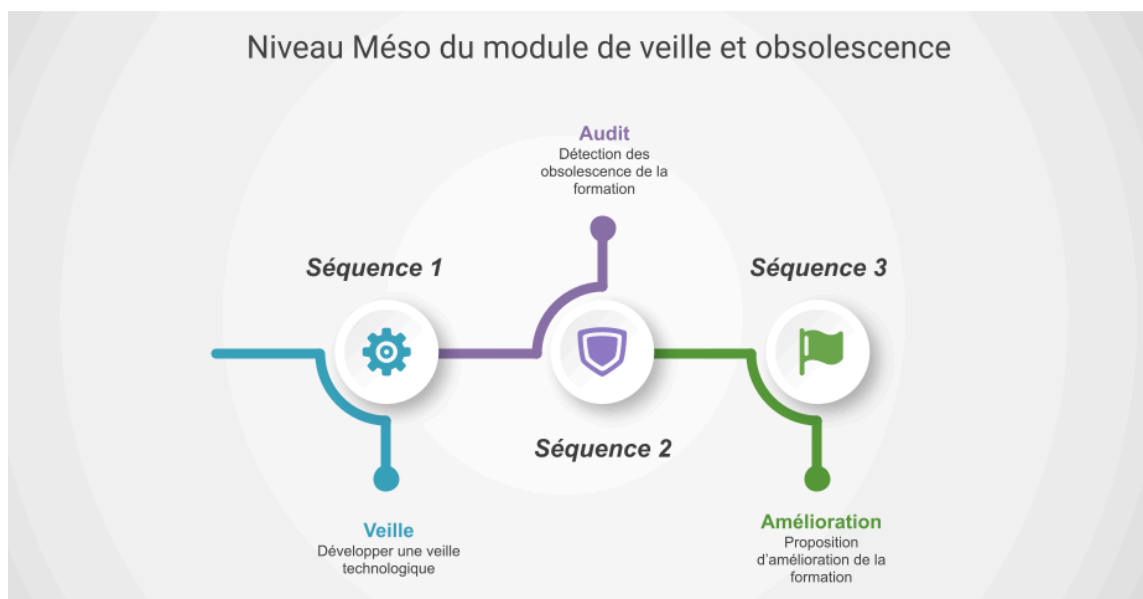 Niveau Méso du module de veille et obsolescence
Audit
Détection des
obsolescence de la
formation
Séquence 1
Séquence 3
Séquence 2
Veille
Développer une veille
technologique
Amélioration
Proposition
d'amélioration de la
formation